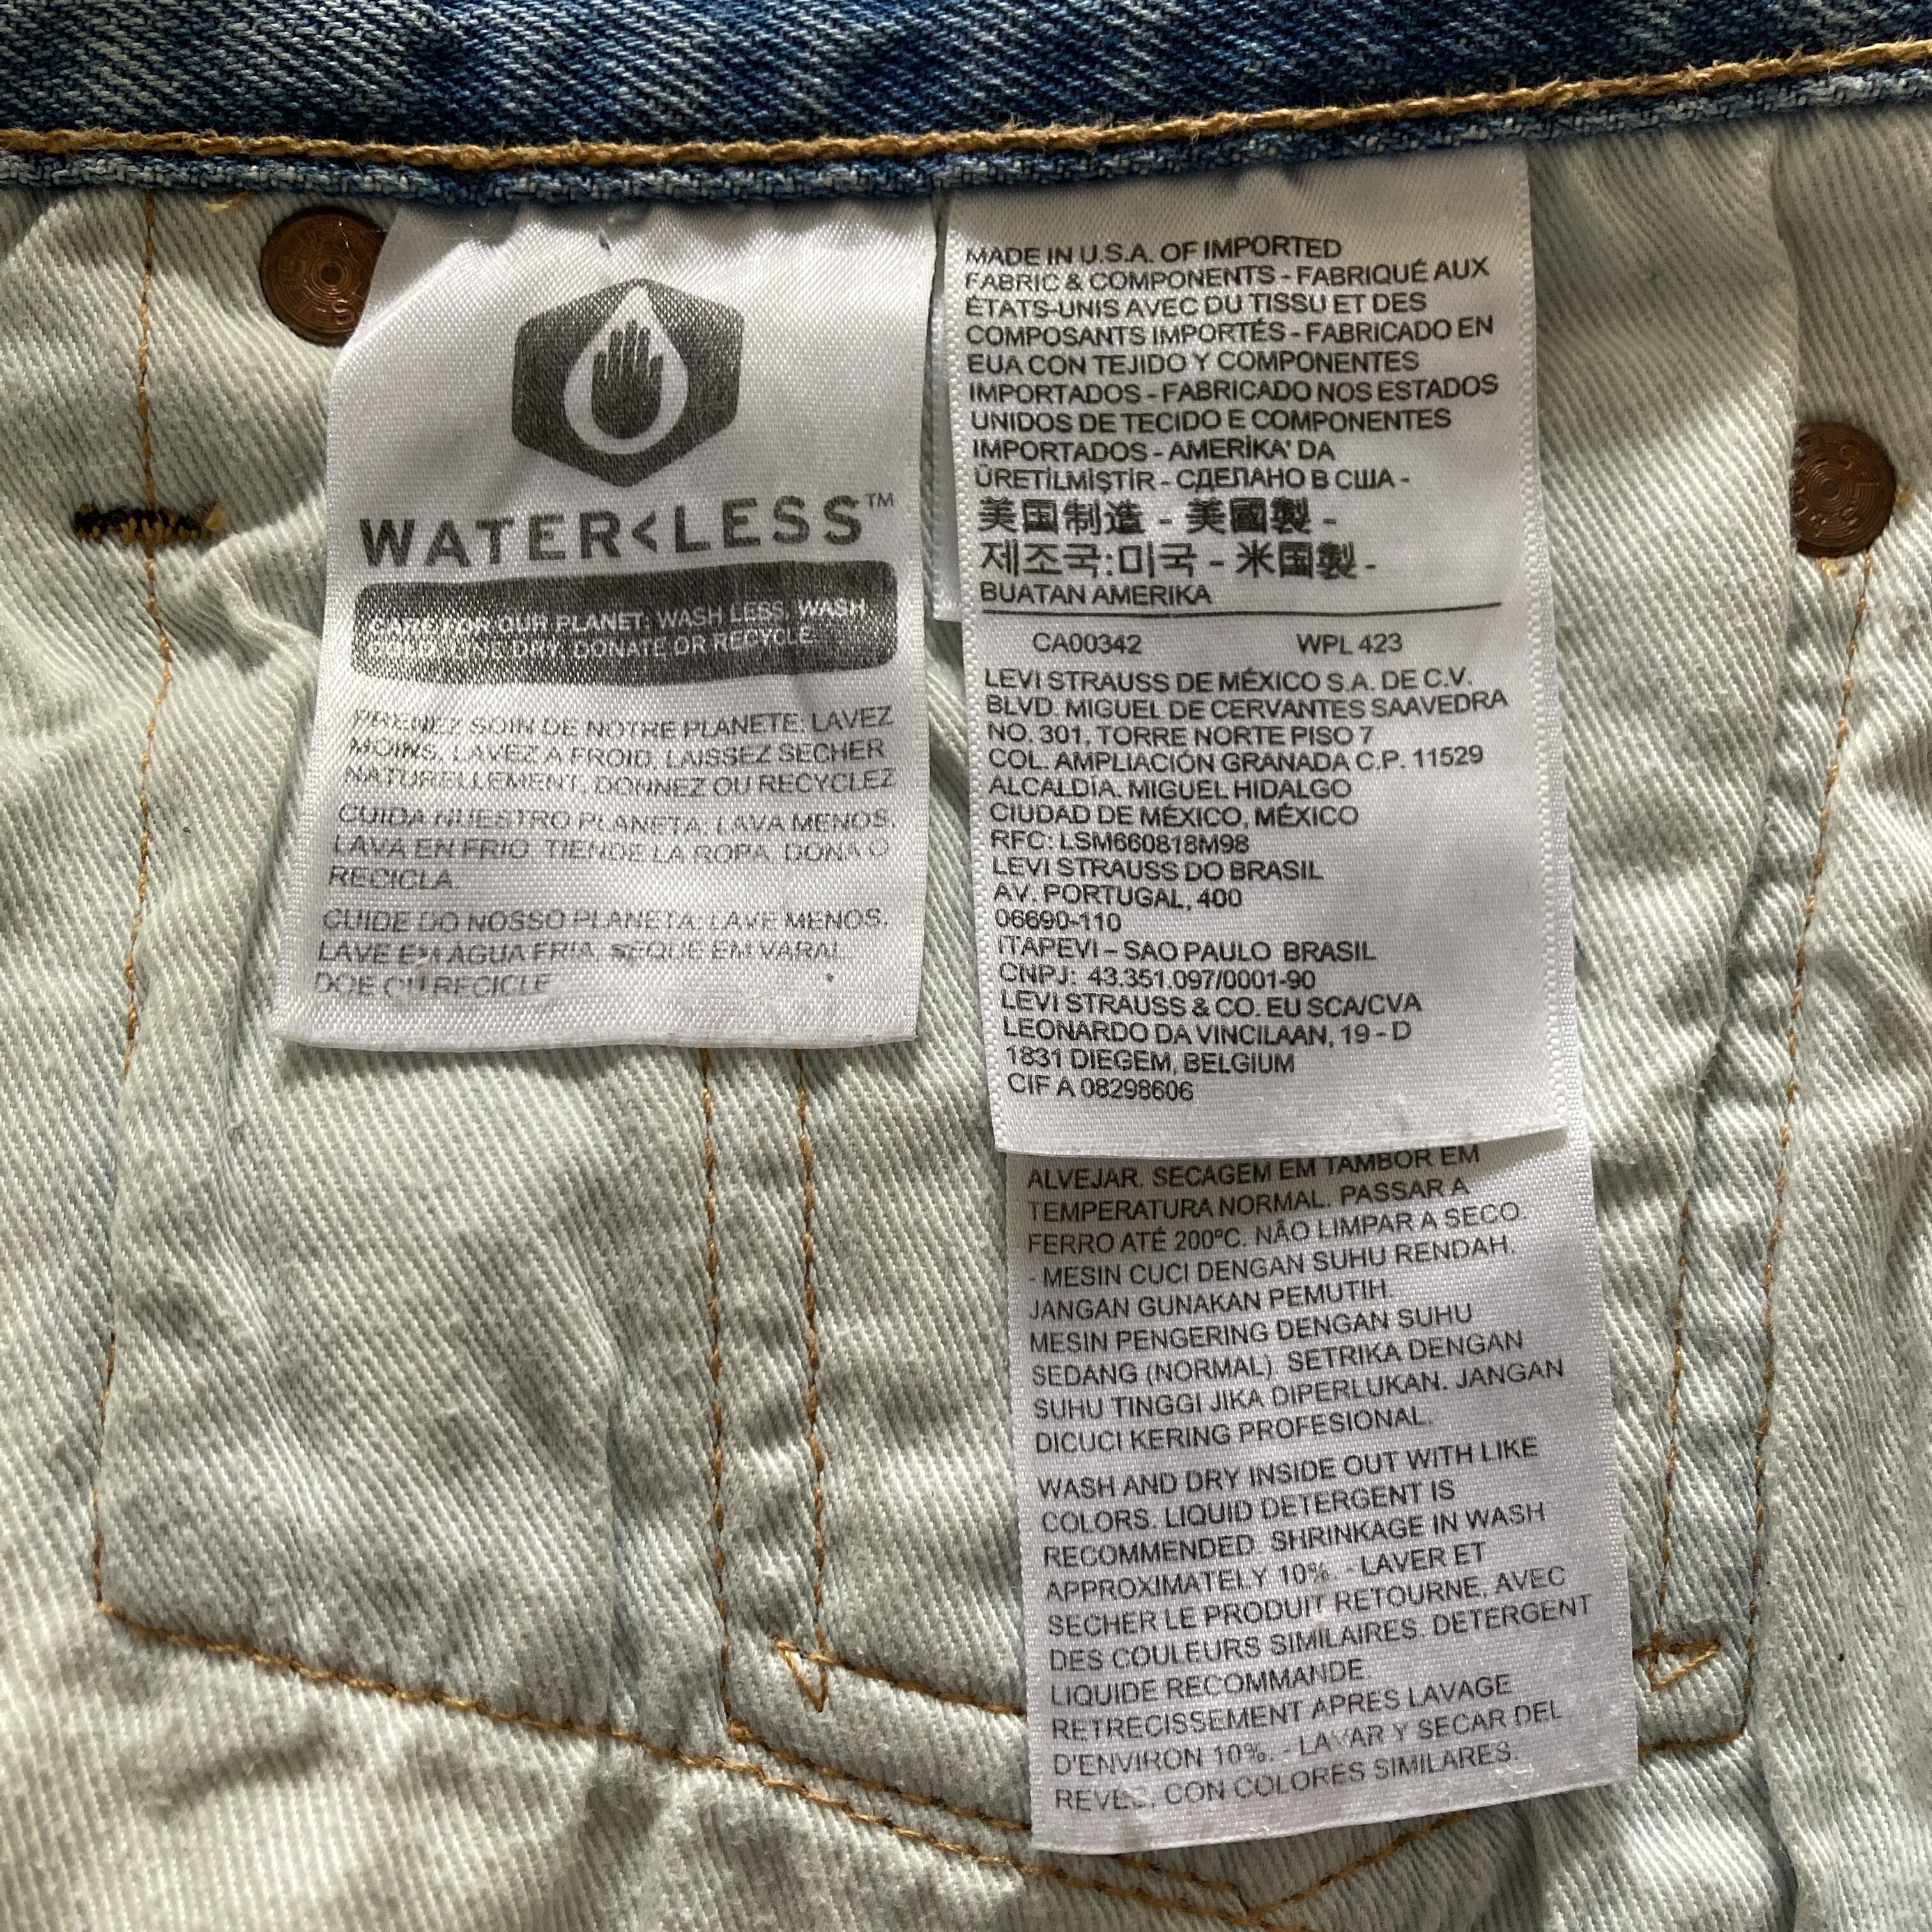 WATER<LESS™
CARE FOR OUR PLANET: WASH LESS, WASH
COLD, LINE DRY, DONATE OR RECYCLE.
PRENEZ SOIN DE NOTRE PLANETE: LAVEZ
MOINS, LAVEZ A FROID, LAISSEZ SECHER
NATURELLEMENT, DONNEZ OU RECYCLEZ
CUIDA NUESTRO PLANETA: LAVA MENOS,
LAVA EN FRIO, TIENDE LA ROPA, DONA O
RECICLA.
CUIDE DO NOSSO PLANETA: LAVE MENOS,
LAVE EM AGUA FRIA, SEQUE EM VARAL,
DOE OU RECICLE
MADE IN U.S.A. OF IMPORTED
FABRIC & COMPONENTS - FABRIQUÉ AUX
ÉTATS-UNIS AVEC DU TISSU ET DES
COMPOSANTS IMPORTÉS - FABRICADO EN
EUA CON TEJIDO Y COMPONENTES
IMPORTADOS - FABRICADO NOS ESTADOS
UNIDOS DE TECIDO E COMPONENTES
IMPORTADOS - AMERİKA' DA
ÜRETİLMİŞTİR - СДЕЛАНО В США -
美国制造 - 美國製 -
제조국:미국 - 米国製 -
BUATAN AMERIKA
CA00342 WPL 423
LEVI STRAUSS DE MÉXICO S.A. DE C.V.
BLVD. MIGUEL DE CERVANTES SAAVEDRA
NO. 301, TORRE NORTE PISO 7
COL. AMPLIACIÓN GRANADA C.P. 11529
ALCALDÍA. MIGUEL HIDALGO
CIUDAD DE MÉXICO, MÉXICO
RFC: LSM660818M98
LEVI STRAUSS DO BRASIL
AV. PORTUGAL, 400
06690-110
ITAPEVI – SAO PAULO BRASIL
CNPJ: 43.351.097/0001-90
LEVI STRAUSS & CO. EU SCA/CVA
LEONARDO DA VINCILAAN, 19 - D
1831 DIEGEM, BELGIUM
CIF A 08298606
ALVEJAR. SECAGEM EM TAMBOR EM
TEMPERATURA NORMAL. PASSAR A
FERRO ATÉ 200ºC. NÃO LIMPAR A SECO.
- MESIN CUCI DENGAN SUHU RENDAH.
JANGAN GUNAKAN PEMUTIH.
MESIN PENGERING DENGAN SUHU
SEDANG (NORMAL). SETRIKA DENGAN
SUHU TINGGI JIKA DIPERLUKAN. JANGAN
DICUCI KERING PROFESIONAL.
WASH AND DRY INSIDE OUT WITH LIKE
COLORS. LIQUID DETERGENT IS
RECOMMENDED. SHRINKAGE IN WASH
APPROXIMATELY 10%. - LAVER ET
SECHER LE PRODUIT RETOURNE, AVEC
DES COULEURS SIMILAIRES. DETERGENT
LIQUIDE RECOMMANDE
RETRECISSEMENT APRES LAVAGE
D'ENVIRON 10%. - LAVAR Y SECAR DEL
REVES, CON COLORES SIMILARES.